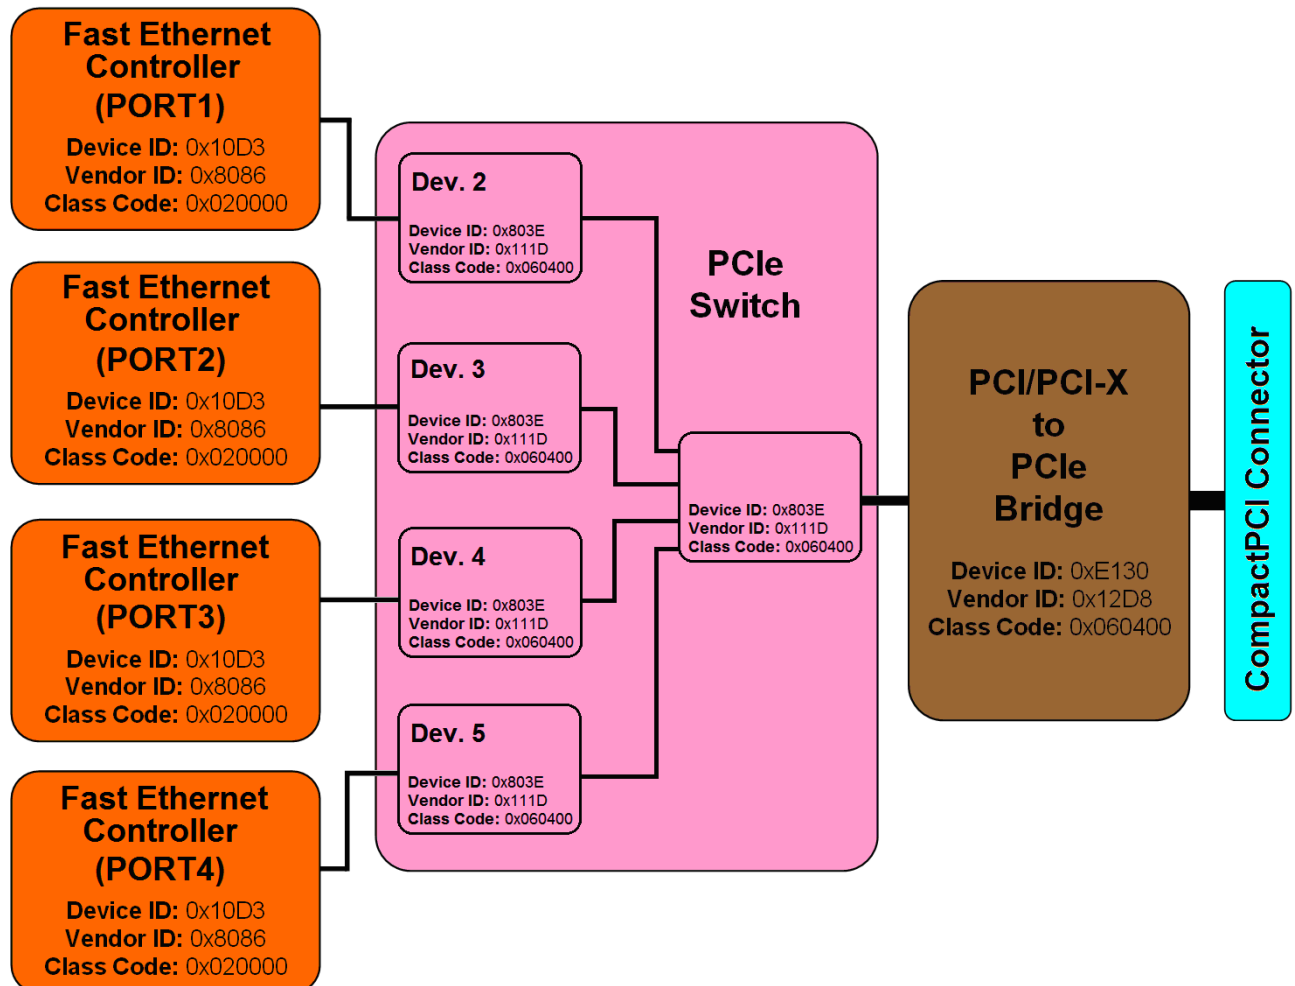 Fast Ethernet
Controller
(PORT1)
Device ID: 0x10D3
Vendor ID: 0x8086
Class Code: 0x020000
Fast Ethernet
Controller
(PORT2)
Device ID: 0x10D3
Vendor ID: 0x8086
Class Code: 0x020000
Fast Ethernet
Controller
(PORT3)
Device ID: 0x10D3
Vendor ID: 0x8086
Class Code: 0x020000
Fast Ethernet
Controller
(PORT4)
Device ID: 0x10D3
Vendor ID: 0x8086
Class Code: 0x020000
Dev. 2
Device ID: 0x803E
Vendor ID: 0x111D
Class Code: 0x060400
Dev. 3
Device ID: 0x803E
Vendor ID: 0x111D
Class Code: 0x060400
Dev. 4
Device ID: 0x803E
Vendor ID: 0x111D
Class Code: 0x060400
Dev. 5
Device ID: 0x803E
Vendor ID: 0x111D
Class Code: 0x060400
PCIe
Switch
Device ID: 0x803E
Vendor ID: 0x111D
Class Code: 0x060400
PCI/PCI-X
to
PCIe
Bridge
Device ID: 0xE130
Vendor ID: 0x12D8
Class Code: 0x060400
CompactPCI Connector